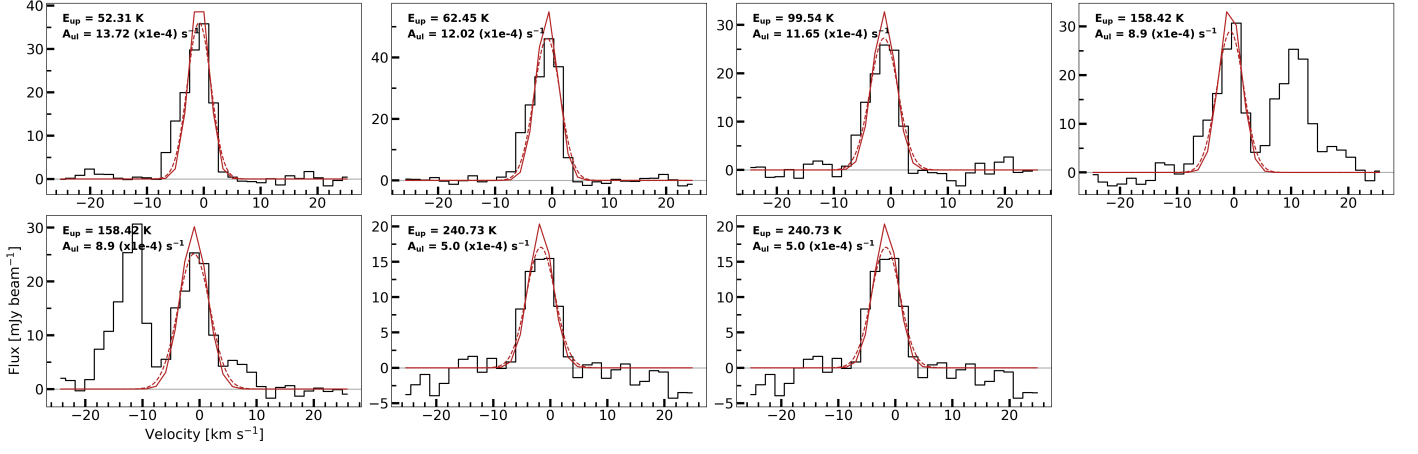 E_up = 52.31 K
A_ul = 13.72 (x1e-4) s⁻¹
40
30
20
10
0
−20 −10 0 10 20
E_up = 62.45 K
A_ul = 12.02 (x1e-4) s⁻¹
40
20
0
−20 −10 0 10 20
E_up = 99.54 K
A_ul = 11.65 (x1e-4) s⁻¹
30
20
10
0
−20 −10 0 10 20
E_up = 158.42 K
A_ul = 8.9 (x1e-4) s⁻¹
30
20
10
0
−20 −10 0 10 20
E_up = 158.42 K
A_ul = 8.9 (x1e-4) s⁻¹
30
20
10
0
−20 −10 0 10 20
Flux [mJy beam⁻¹]
Velocity [km s⁻¹]
E_up = 240.73 K
A_ul = 5.0 (x1e-4) s⁻¹
20
15
10
5
0
−5
−20 −10 0 10 20
E_up = 240.73 K
A_ul = 5.0 (x1e-4) s⁻¹
20
15
10
5
0
−5
−20 −10 0 10 20